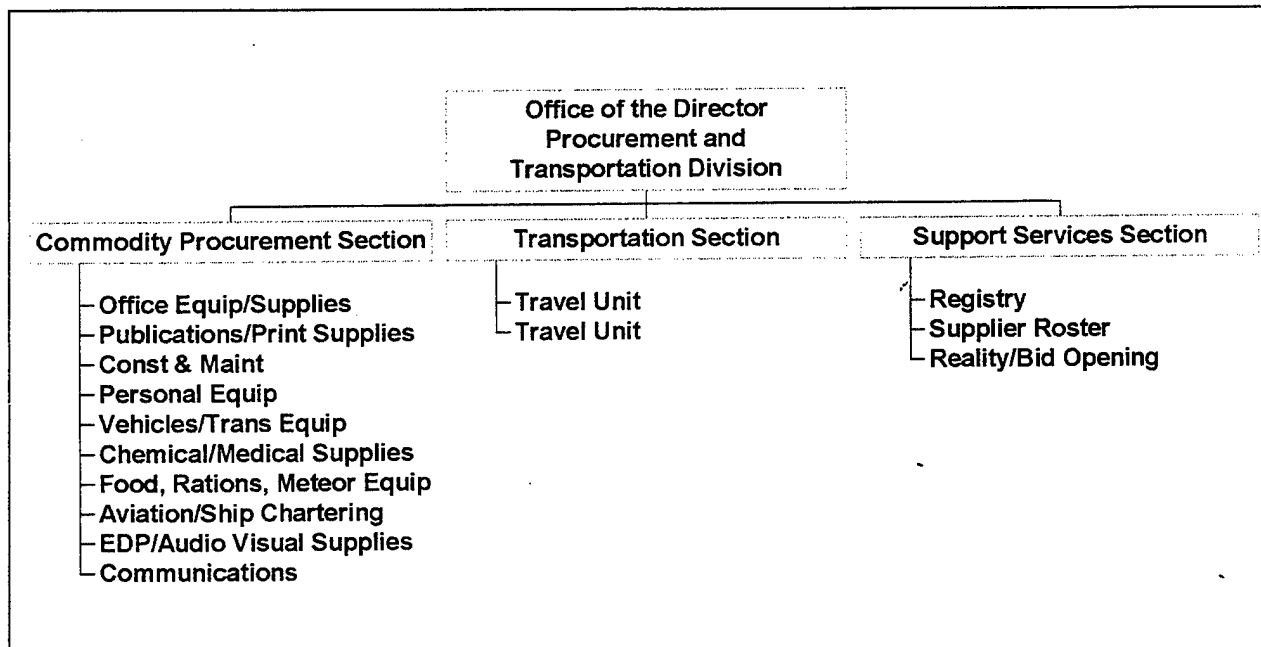 Office of the Director
Procurement and
Transportation Division
Commodity Procurement Section
Office Equip/Supplies
Publications/Print Supplies
Const & Maint
Personal Equip
Vehicles/Trans Equip
Chemical/Medical Supplies
Food, Rations, Meteor Equip
Aviation/Ship Chartering
EDP/Audio Visual Supplies
Communications
Transportation Section
Travel Unit
Travel Unit
Support Services Section
Registry
Supplier Roster
Reality/Bid Opening